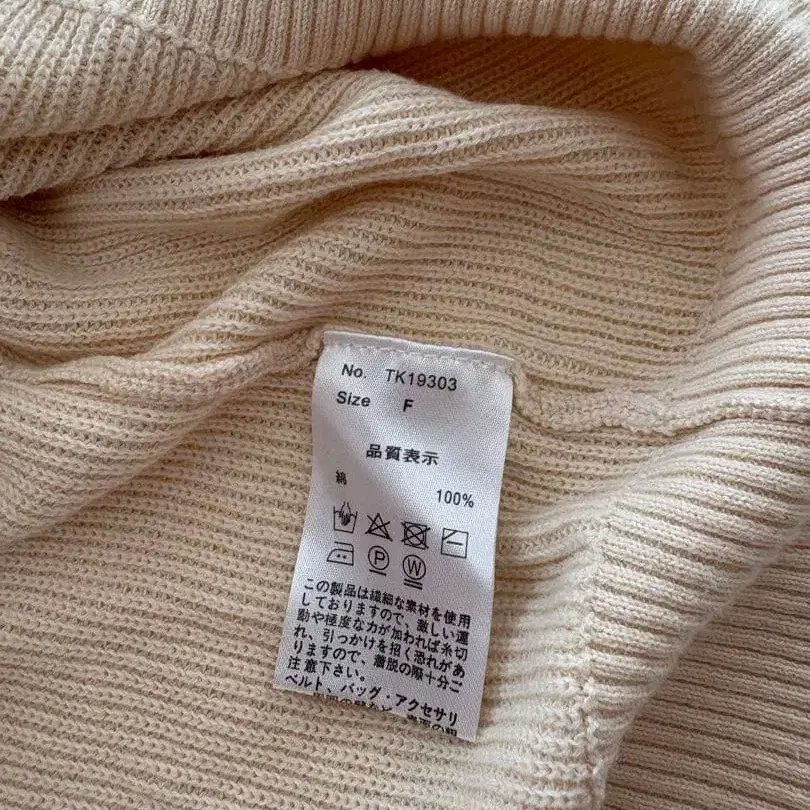 No. TK19303
Size F
品質表示
綿 100%
P W
この製品は繊細な素材を使用
しておりますので、激しい運
動や極度な力が加われば糸切
れ、引っかけを招く恐れがあ
りますので、着脱の際十分ご
注意下さい。
ベルト、バッグ・アクセサリ